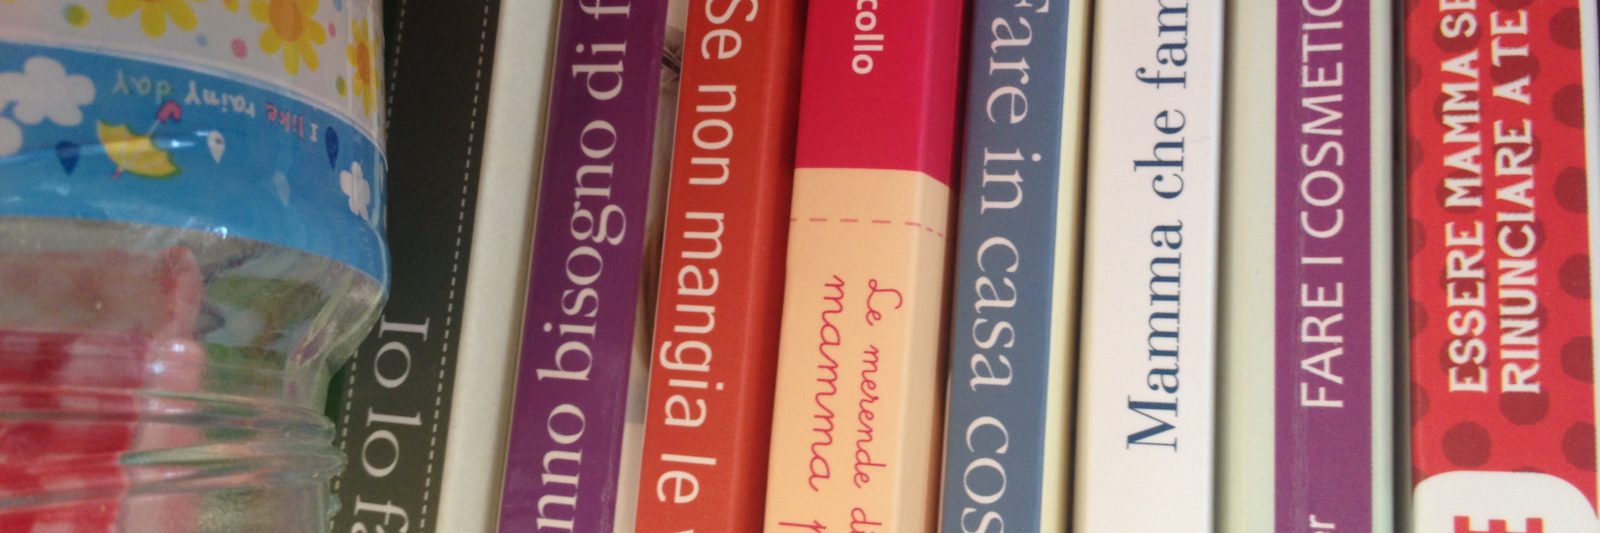 I like rainy day
Io lo fa
nno bisogno di f
Se non mangia le
collo
Le merende di
mamma
Fare in casa cos
Mamma che fam
FARE I COSMETIC
er
ESSERE MAMMA SE
RINUNCIARE A TE
E